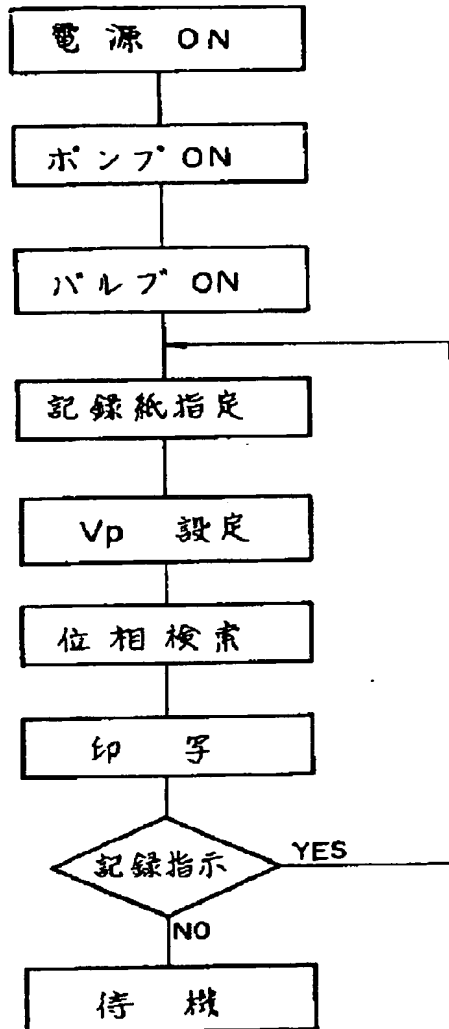 電源 ON
ポンプ ON
バルブ ON
記録紙指定
Vp 設定
位相検索
印写
記録指示
YES
NO
待機